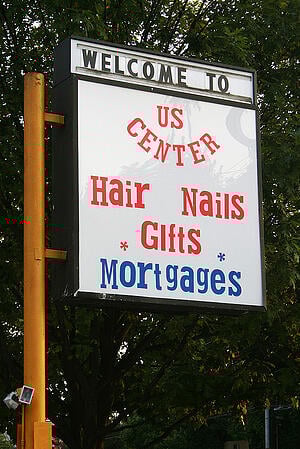 WELCOME TO
US
CENTER
Hair Nails
* GIfts *
Mortgages